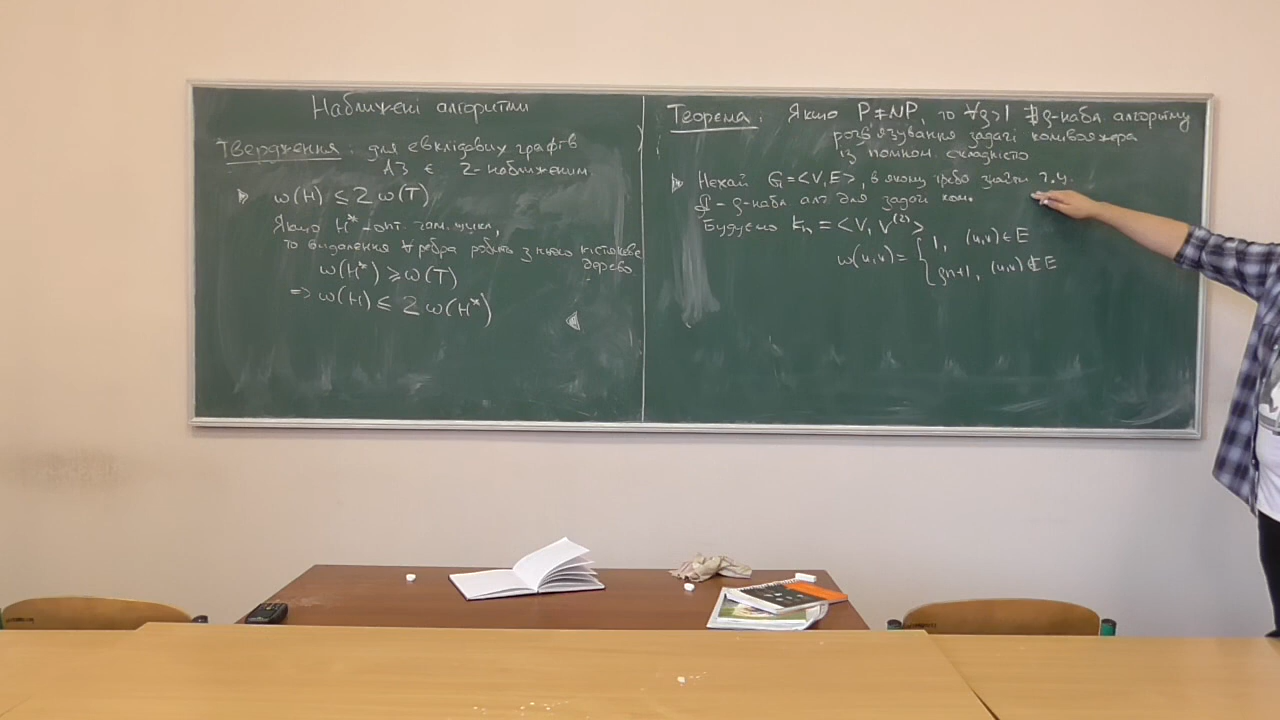 Наближені алгоритми
Твердження: для евклідових графів
АЗ є 2-наближеним.
ω(H) ≤ 2 ω(T)
Якщо H* - опт. гам. цикл,
то видалення ∀ ребра робить з нього кістякове
дерево.
ω(H*) ≥ ω(T)
=> ω(H) ≤ 2 ω(H*)
Теорема: Якщо P ≠ NP, то ∀ρ>1 ∄ ρ-набл. алгоритму
розв'язування задачі комівояжера
із поліном. складністю
Нехай G = <V, E>, в якому треба знайти г.ц.
- ρ-набл. алг. для задачі ком.
Будуємо Kn = <V, V⁽²⁾>
ω(u,v) = { 1, (u,v) ∈ E
ρn+1, (u,v) ∉ E